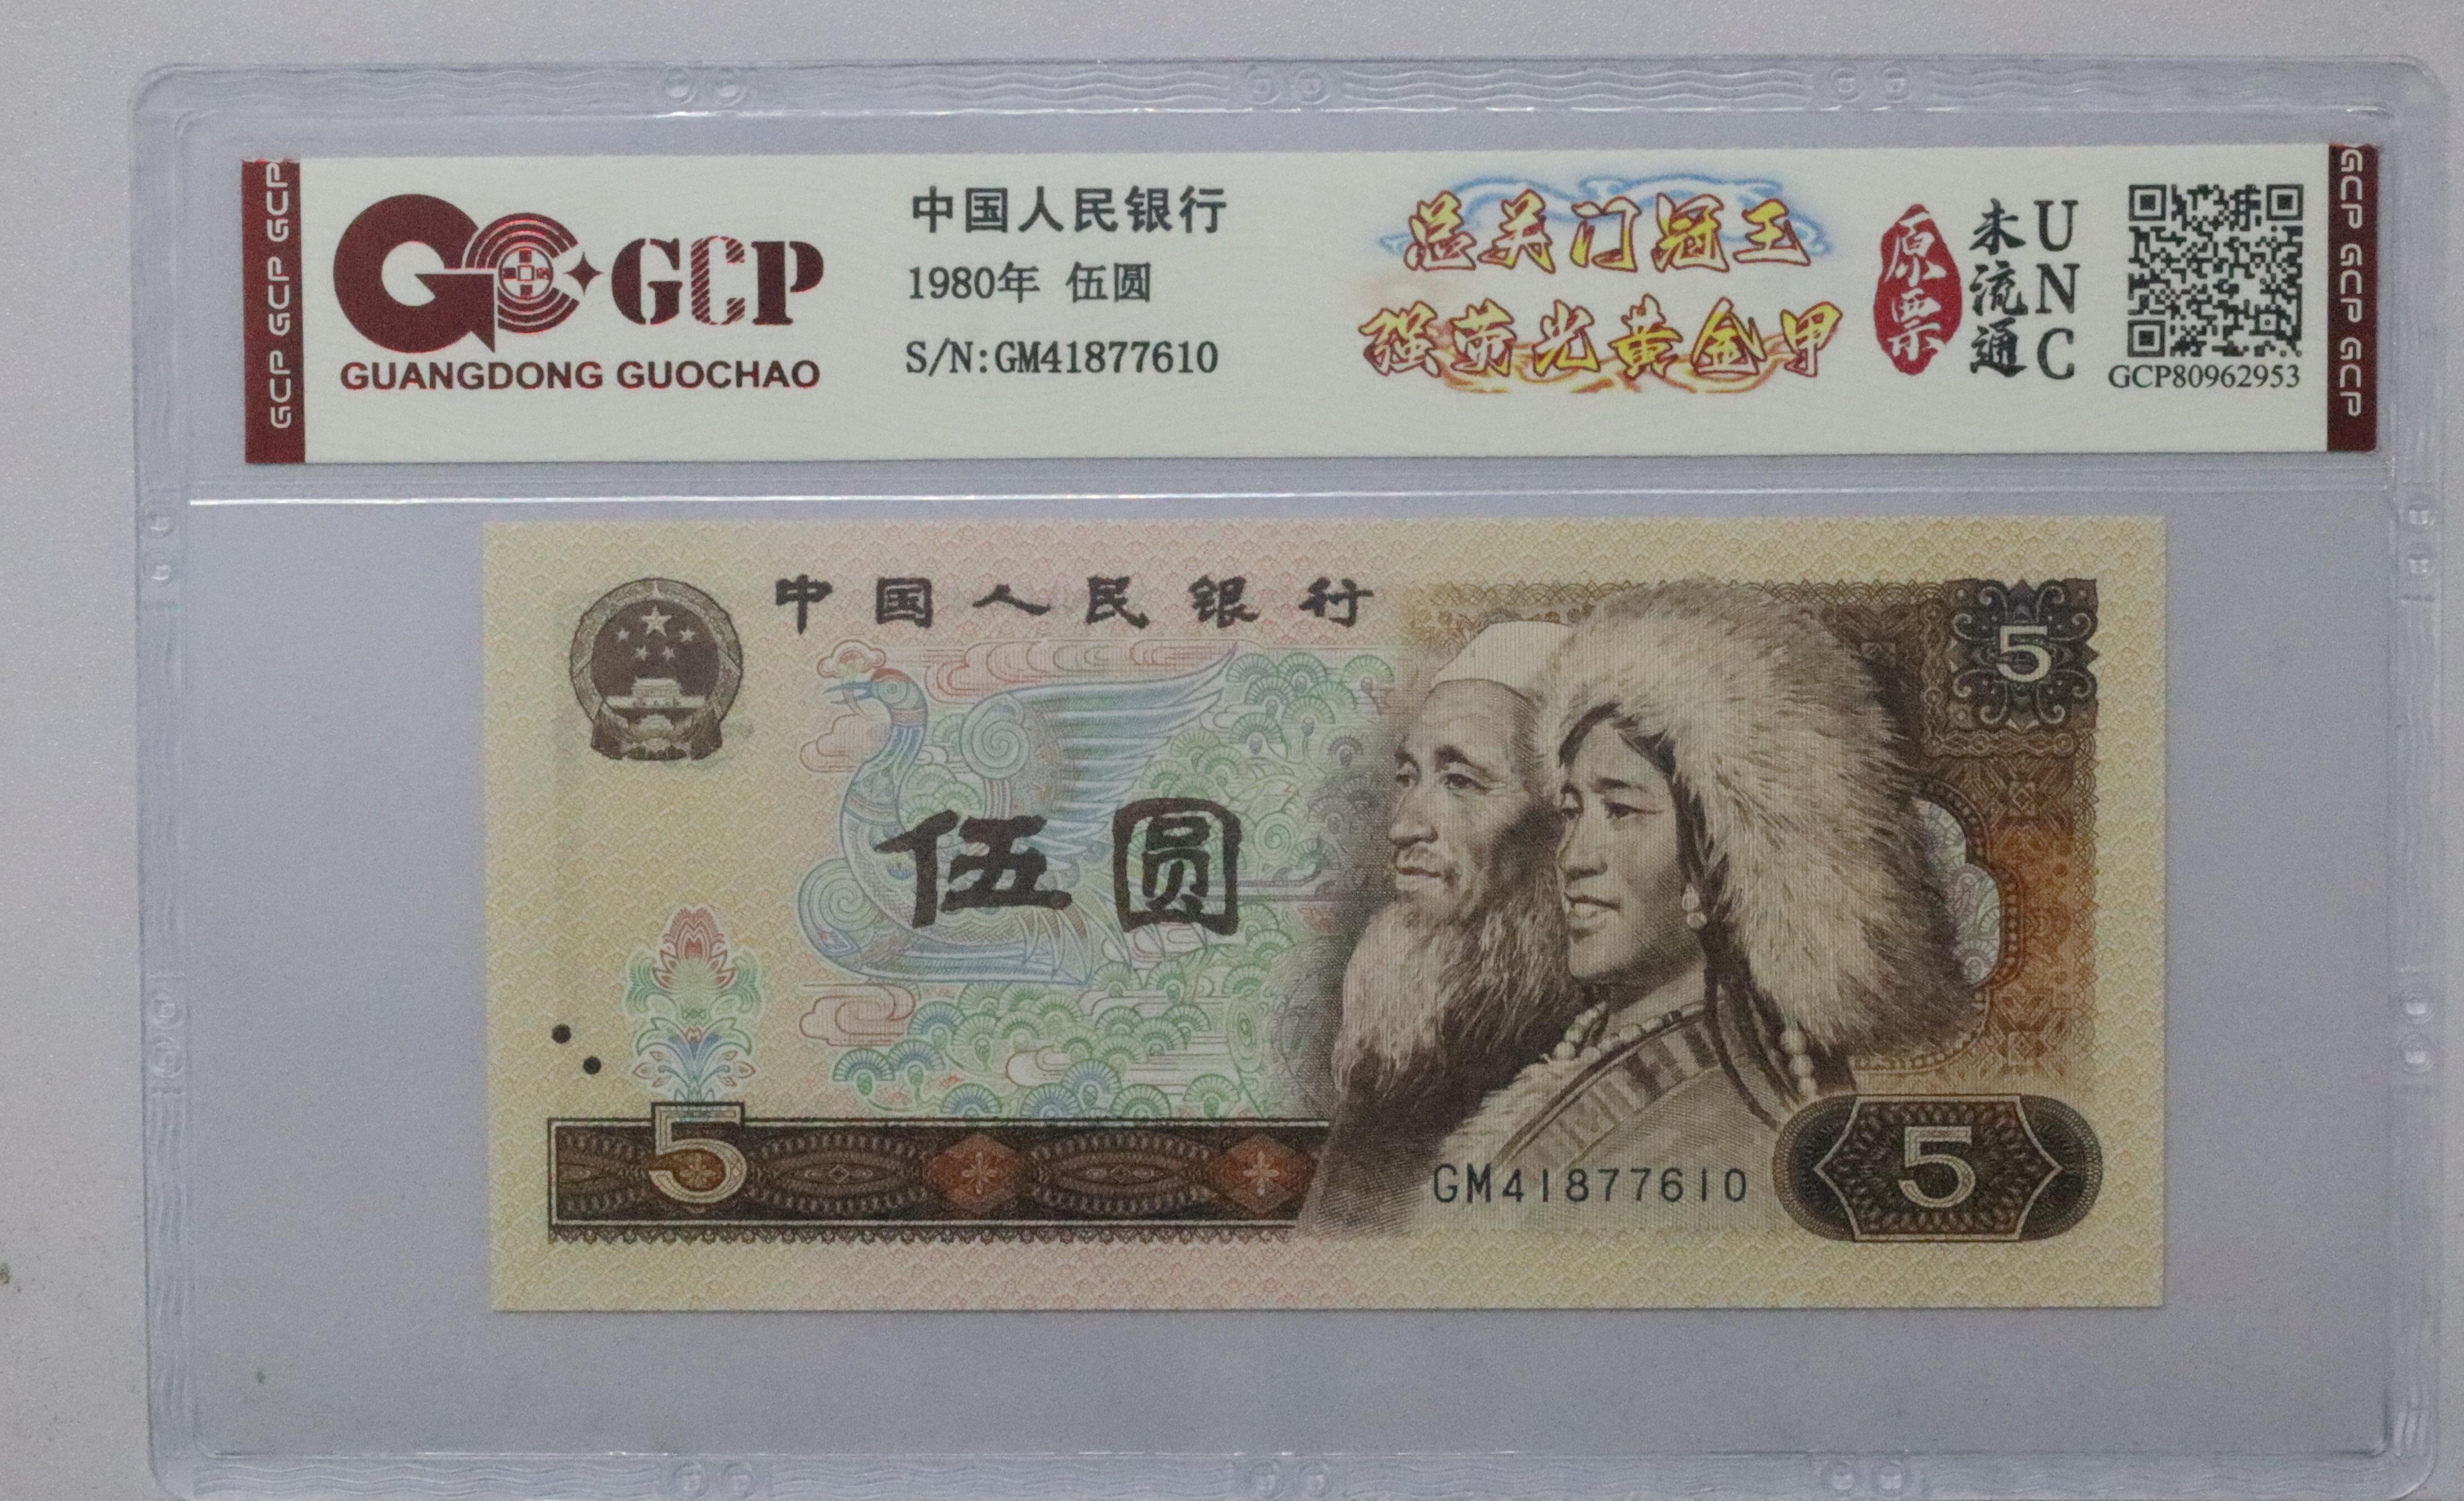 GCP GCP GCP
GCP
GUANGDONG GUOCHAO
中国人民银行
1980年 伍圆
S/N:GM41877610
总关门冠王
强荧光黄金甲
原票
未流通
UNC
GCP80962953
GCP GCP GCP
中国人民银行
5
伍圆
5
GM41877610
5